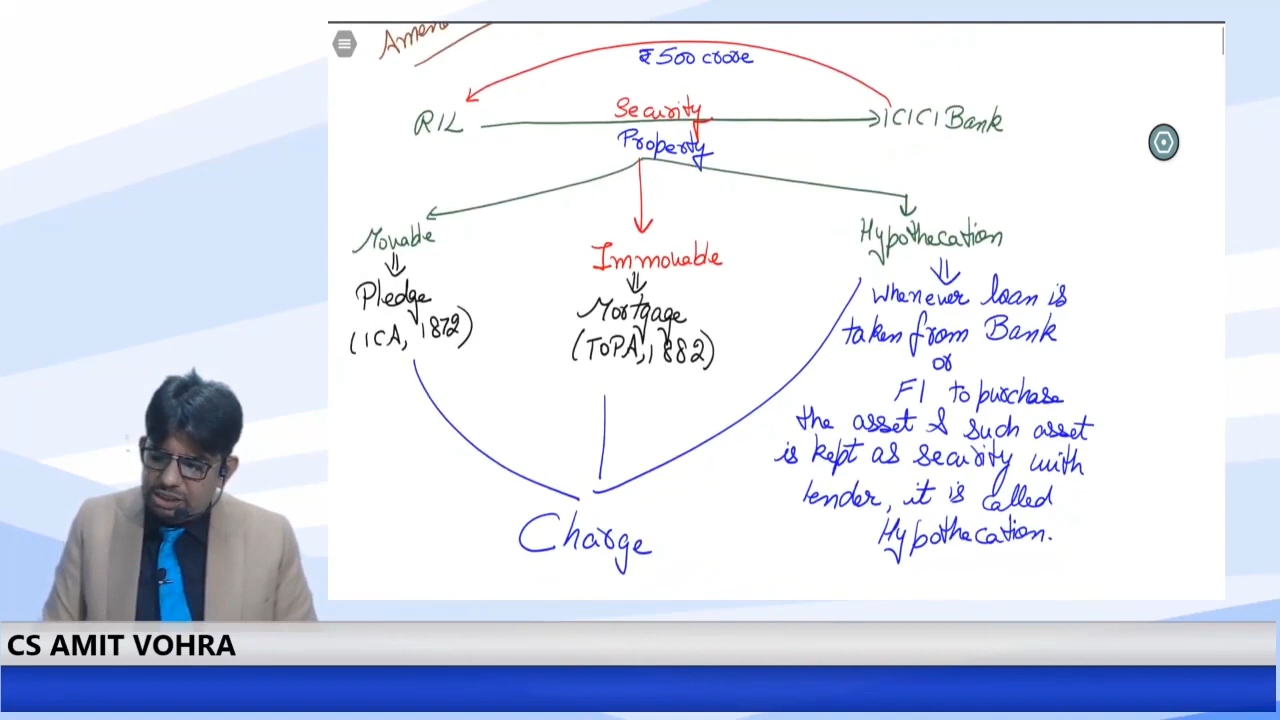 Amen
₹500 crore
RIL
Security
ICICI Bank
Property
Movable
Immovable
Hypothecation
Pledge
(ICA, 1872)
Mortgage
(TOPA, 1882)
Whenever loan is
taken from Bank
or
FI to purchase
the asset & such asset
is kept as security with
lender, it is called
Hypothecation.
Charge
CS AMIT VOHRA